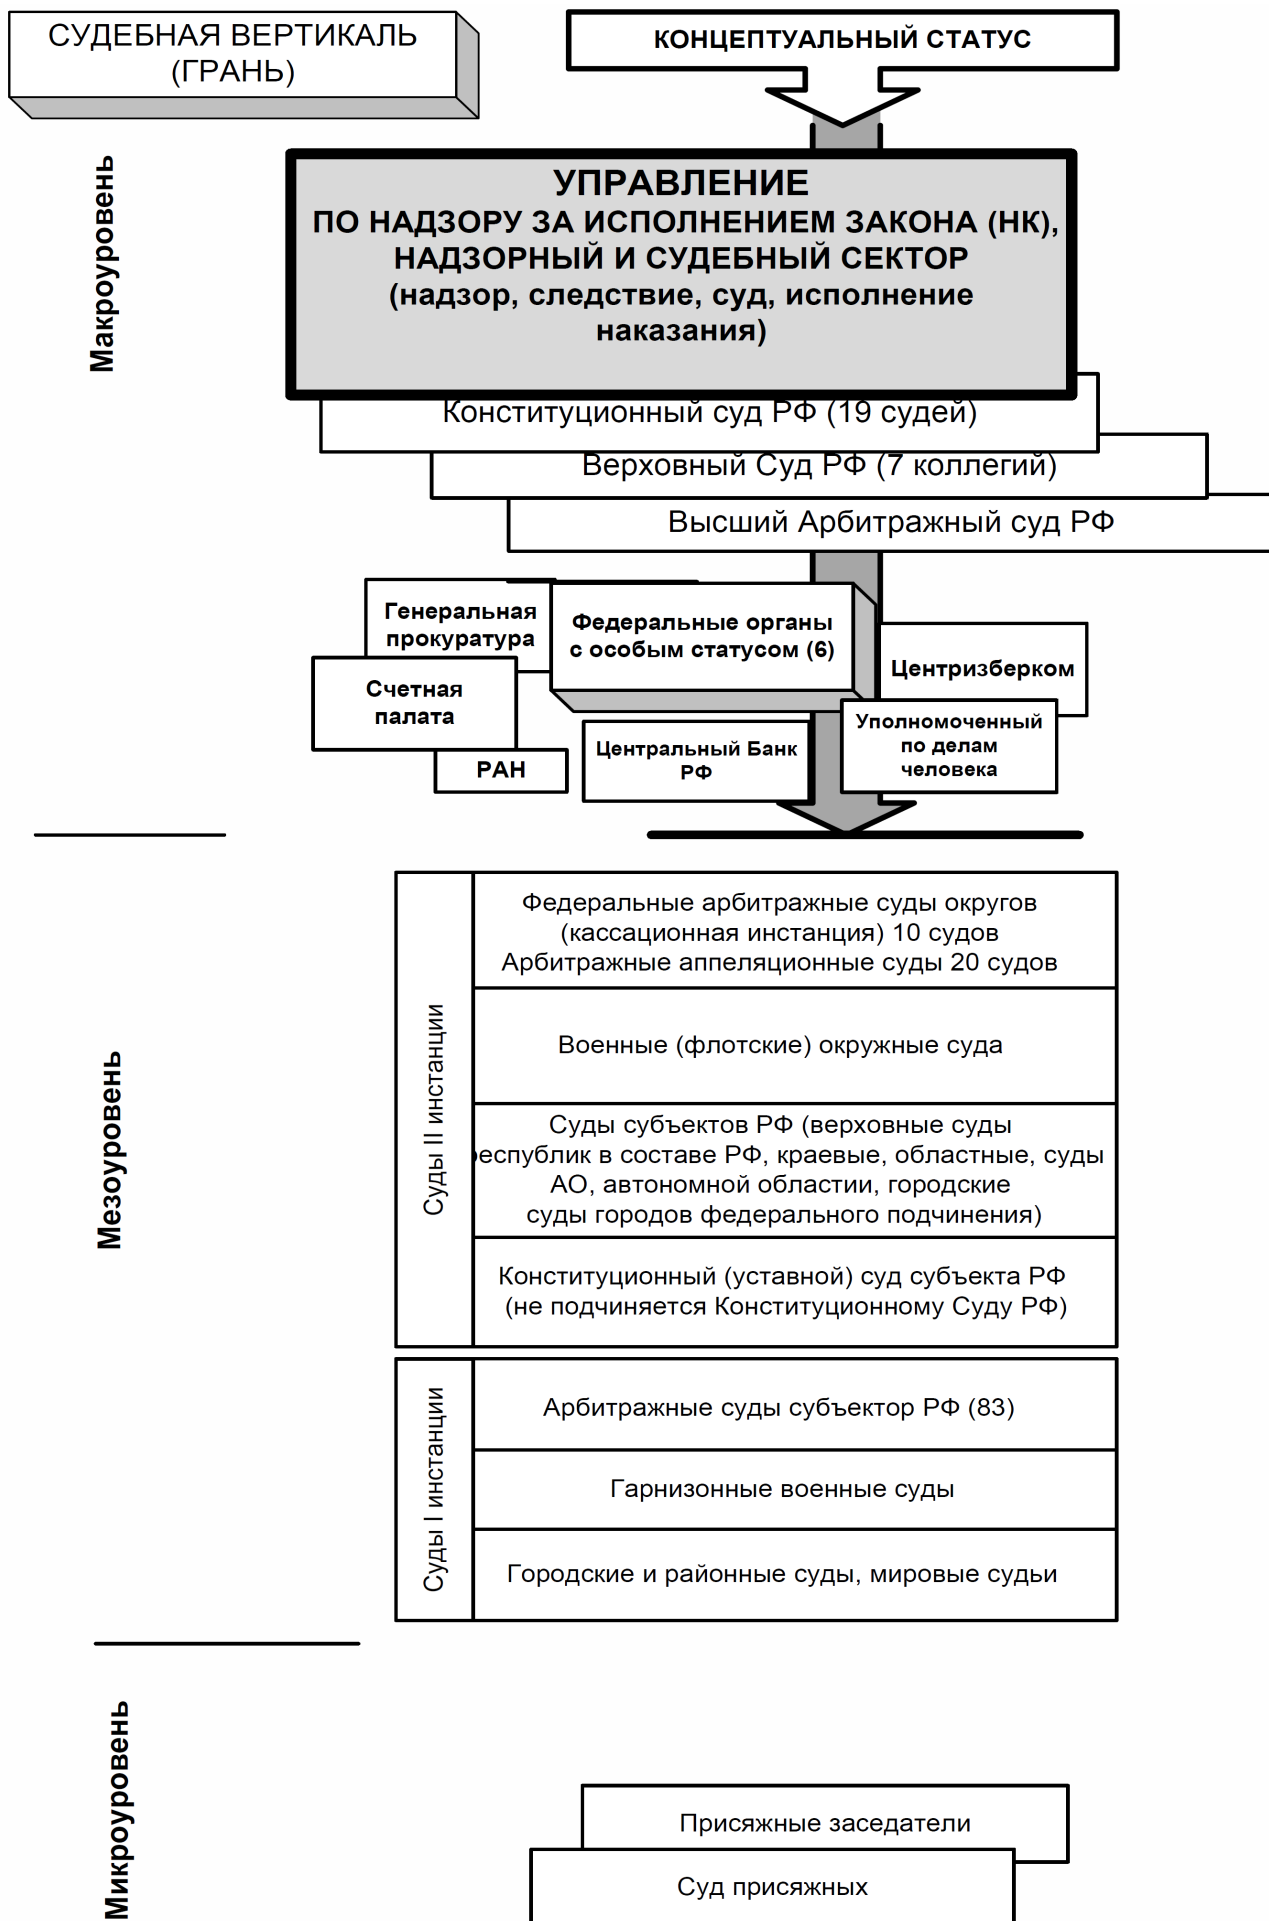 СУДЕБНАЯ ВЕРТИКАЛЬ
(ГРАНЬ)
КОНЦЕПТУАЛЬНЫЙ СТАТУС
Макроуровень
УПРАВЛЕНИЕ
ПО НАДЗОРУ ЗА ИСПОЛНЕНИЕМ ЗАКОНА (НК),
НАДЗОРНЫЙ И СУДЕБНЫЙ СЕКТОР
(надзор, следствие, суд, исполнение
наказания)
Конституционный суд РФ (19 судей)
Верховный Суд РФ (7 коллегий)
Высший Арбитражный суд РФ
Генеральная
прокуратура
Федеральные органы
с особым статусом (6)
Центризберком
Счетная
палата
Уполномоченный
по делам
человека
Центральный Банк
РФ
РАН
Мезоуровень
Суды II инстанции
Федеральные арбитражные суды округов
(кассационная инстанция) 10 судов
Арбитражные аппеляционные суды 20 судов
Военные (флотские) окружные суда
Суды субъектов РФ (верховные суды
еспублик в составе РФ, краевые, областные, суды
АО, автономной областии, городские
суды городов федерального подчинения)
Конституционный (уставной) суд субъекта РФ
(не подчиняется Конституционному Суду РФ)
Суды I инстанции
Арбитражные суды субъектор РФ (83)
Гарнизонные военные суды
Городские и районные суды, мировые судьи
Микроуровень
Присяжные заседатели
Суд присяжных